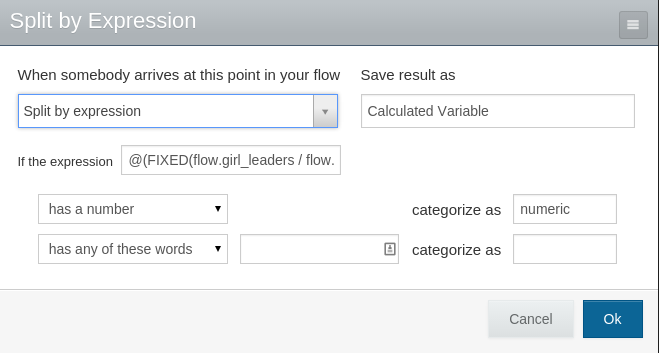 Split by Expression
When somebody arrives at this point in your flow Save result as
Split by expression Calculated Variable
If the expression @(FIXED(flow.girl_leaders / flow.
has a number categorize as numeric
has any of these words categorize as
Cancel Ok